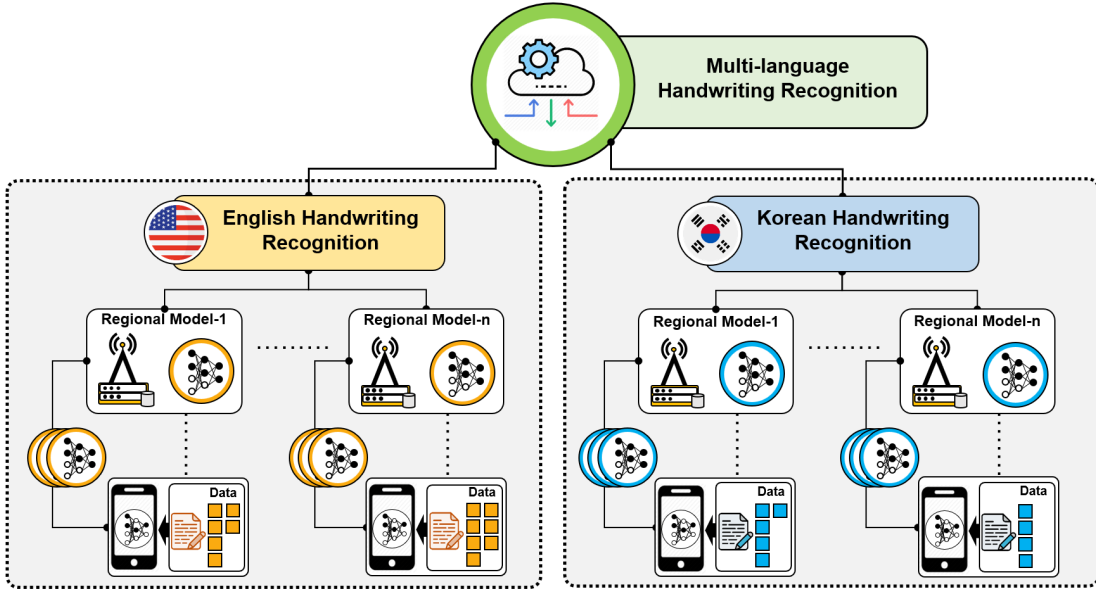 Multi-language
Handwriting Recognition
English Handwriting
Recognition
Korean Handwriting
Recognition
Regional Model-1
Regional Model-n
Regional Model-1
Regional Model-n
Data
Data
Data
Data